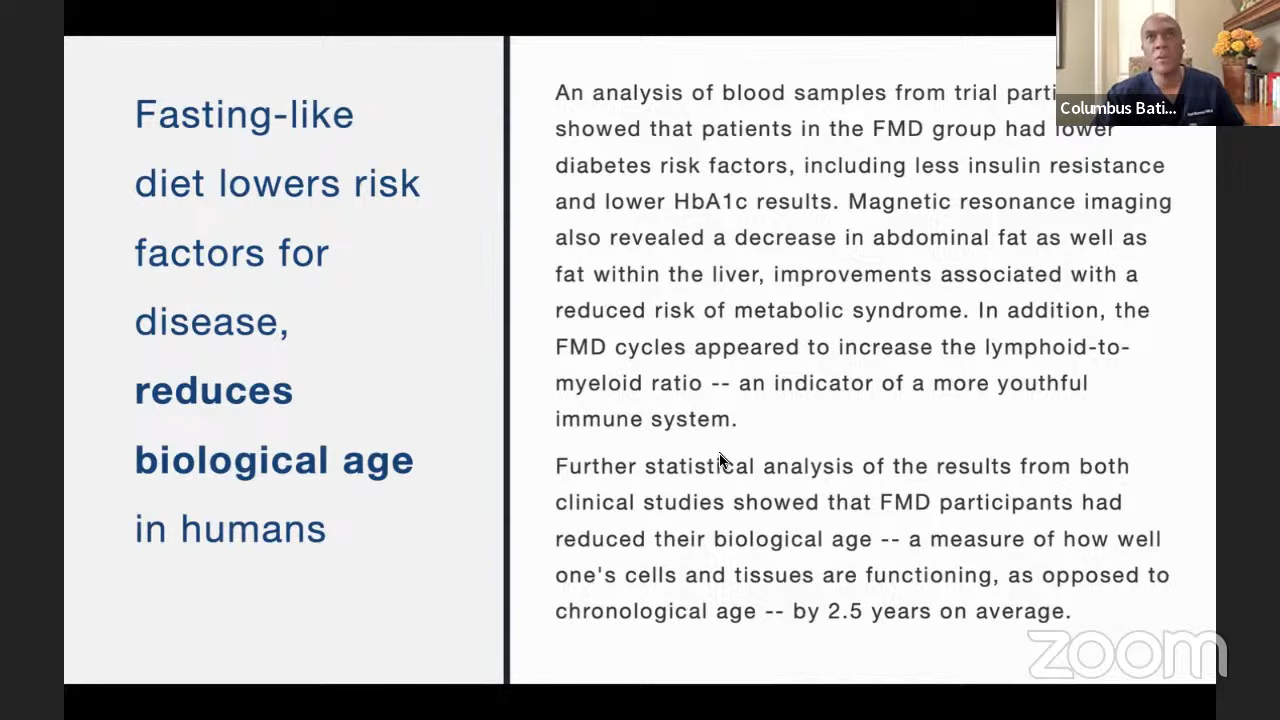 Fasting-like
diet lowers risk
factors for
disease,
reduces
biological age
in humans
An analysis of blood samples from trial parti
showed that patients in the FMD group had lower
diabetes risk factors, including less insulin resistance
and lower HbA1c results. Magnetic resonance imaging
also revealed a decrease in abdominal fat as well as
fat within the liver, improvements associated with a
reduced risk of metabolic syndrome. In addition, the
FMD cycles appeared to increase the lymphoid-to-
myeloid ratio -- an indicator of a more youthful
immune system.
Further statistical analysis of the results from both
clinical studies showed that FMD participants had
reduced their biological age -- a measure of how well
one's cells and tissues are functioning, as opposed to
chronological age -- by 2.5 years on average.
Columbus Bati...
zoom